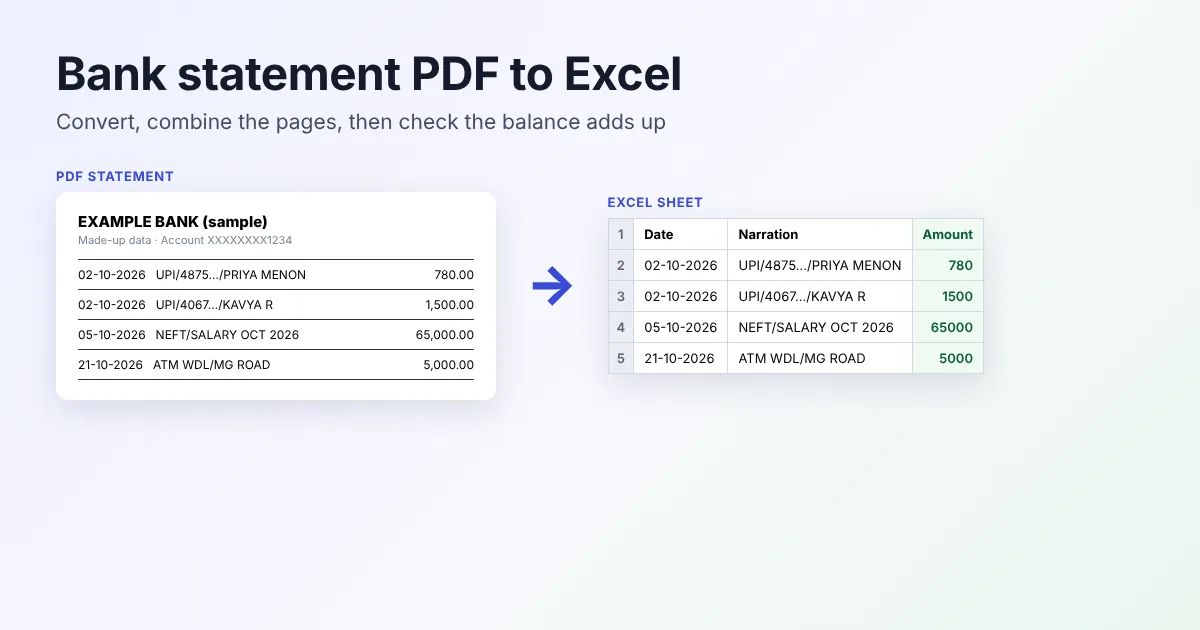 Bank statement PDF to Excel
Convert, combine the pages, then check the balance adds up
PDF STATEMENT
EXAMPLE BANK (sample)
Made-up data · Account XXXXXXXX1234
02-10-2026 UPI/4875.../PRIYA MENON 780.00
02-10-2026 UPI/4067.../KAVYA R 1,500.00
05-10-2026 NEFT/SALARY OCT 2026 65,000.00
21-10-2026 ATM WDL/MG ROAD 5,000.00
EXCEL SHEET
1 Date Narration Amount
2 02-10-2026 UPI/4875.../PRIYA MENON 780
3 02-10-2026 UPI/4067.../KAVYA R 1500
4 05-10-2026 NEFT/SALARY OCT 2026 65000
5 21-10-2026 ATM WDL/MG ROAD 5000